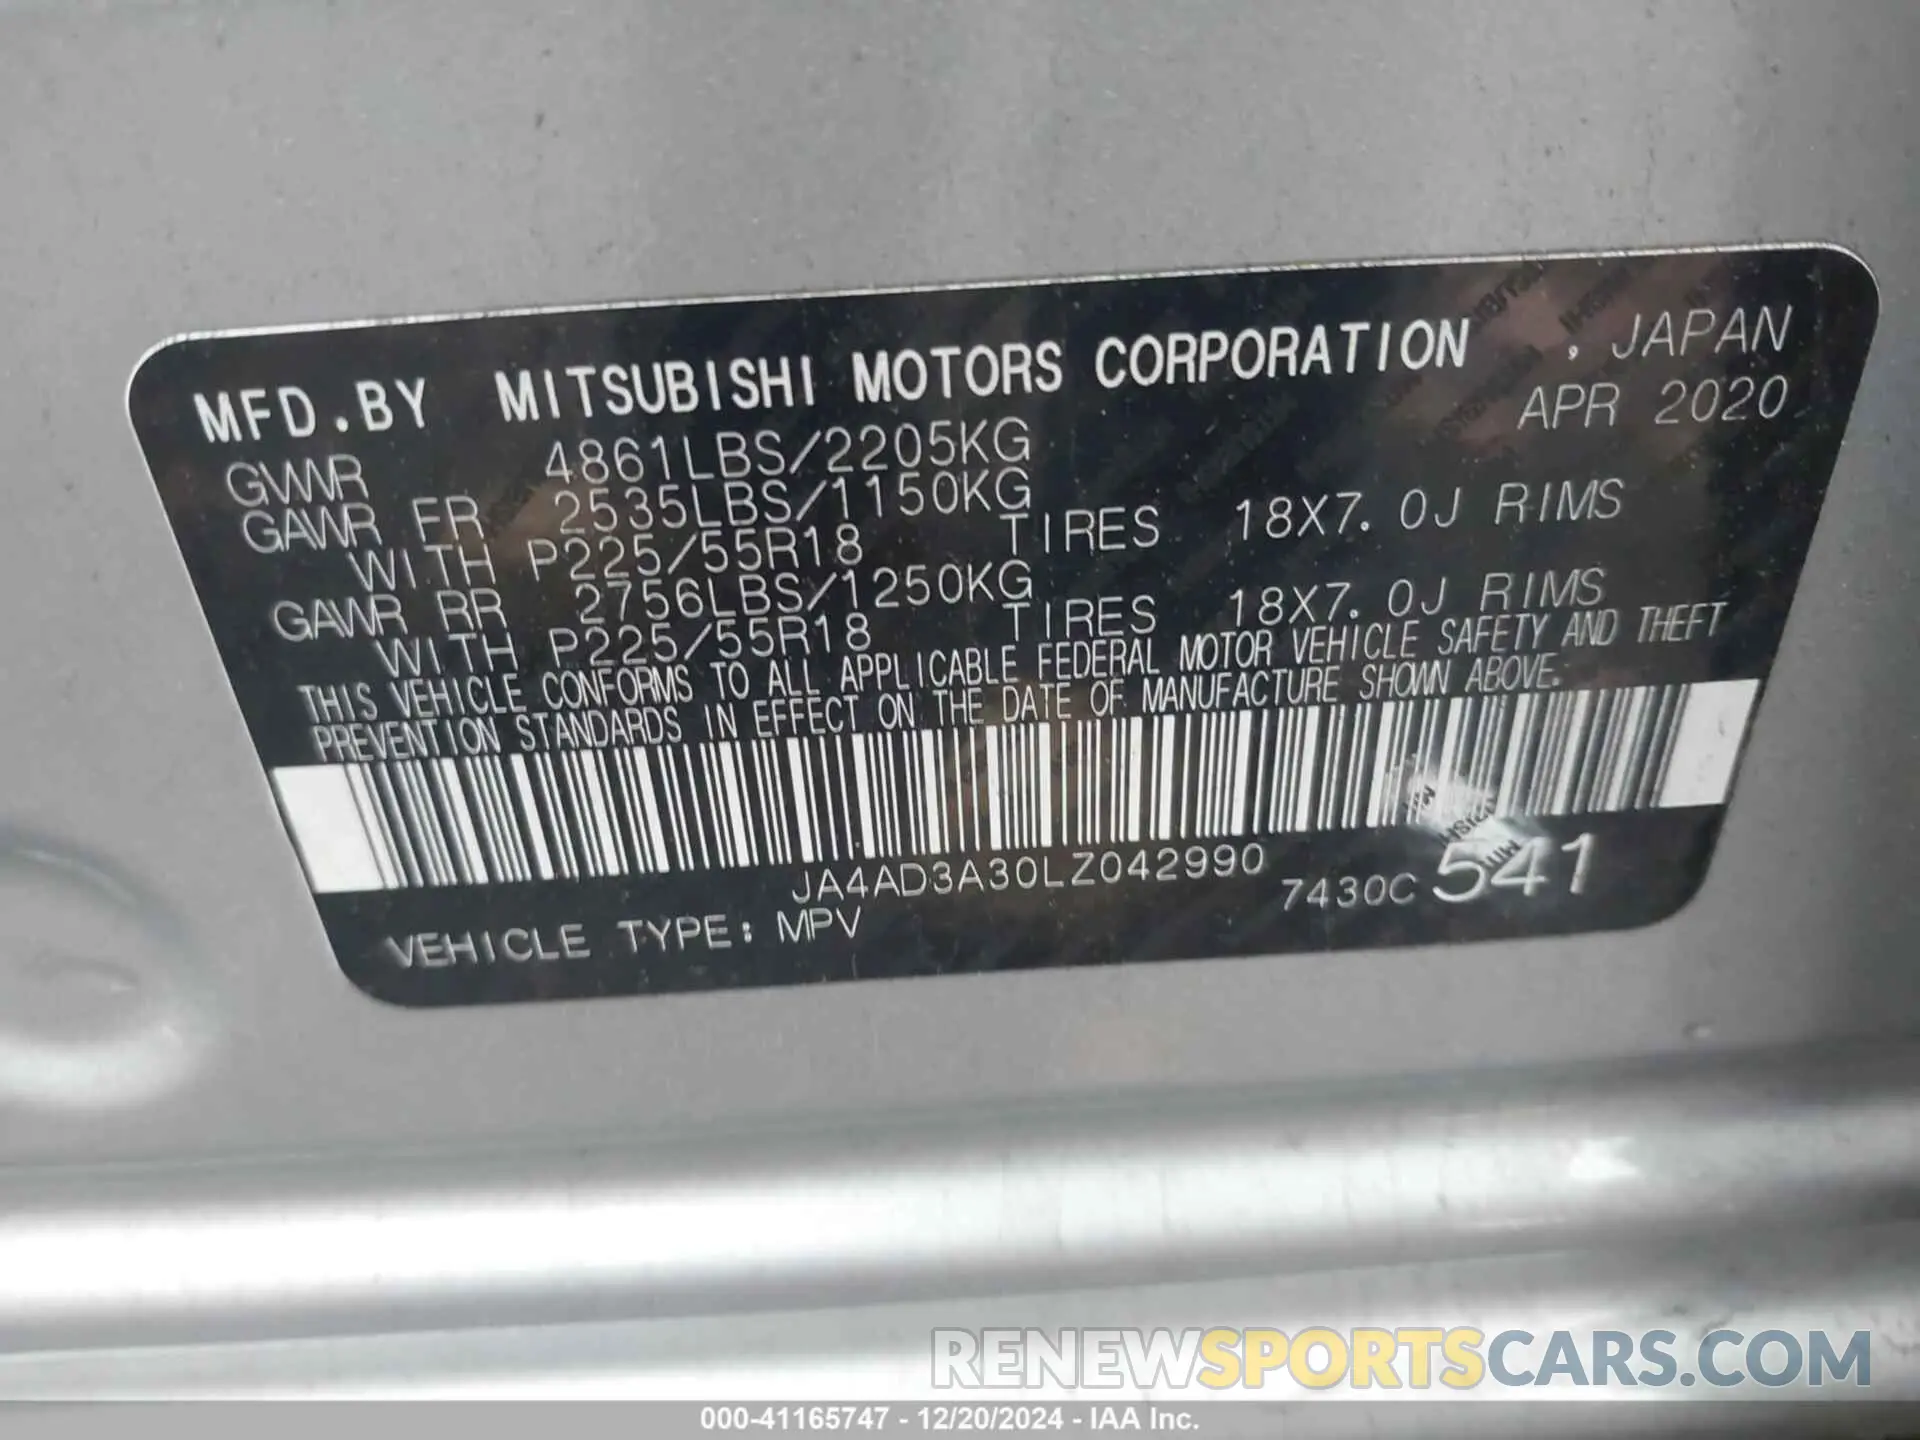 MFD.BY MITSUBISHI MOTORS CORPORATION , JAPAN
GVWR 4861LBS/2205KG APR 2020
GAWR FR 2535LBS/1150KG
WITH P225/55R18 TIRES 18X7.0J RIMS
GAWR RR 2756LBS/1250KG
WITH P225/55R18 TIRES 18X7.0J RIMS
THIS VEHICLE CONFORMS TO ALL APPLICABLE FEDERAL MOTOR VEHICLE SAFETY AND THEFT
PREVENTION STANDARDS IN EFFECT ON THE DATE OF MANUFACTURE SHOWN ABOVE.
JA4AD3A30LZ042990
7430C 541
VEHICLE TYPE: MPV
RENEWSPORTSCARS.COM
000-41165747 - 12/20/2024 - IAA Inc.